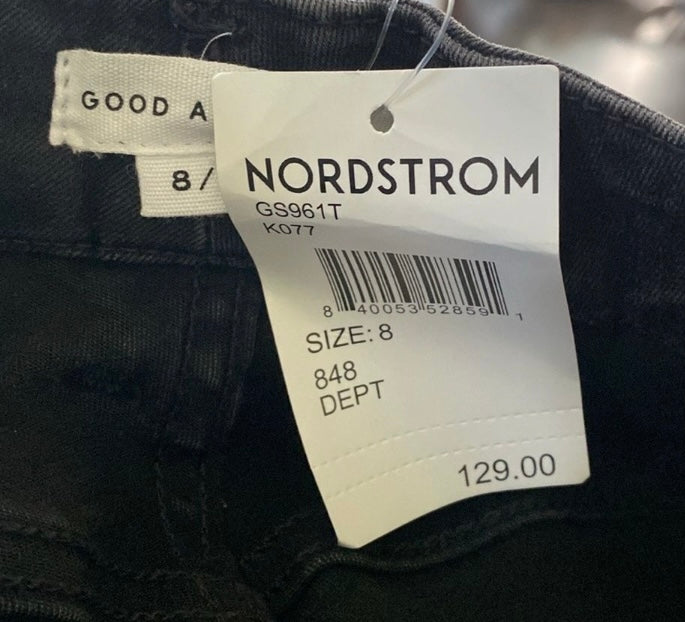 GOOD A
8/
NORDSTROM
GS961T
K077
8 40053 52859 1
SIZE: 8
848
DEPT
129.00